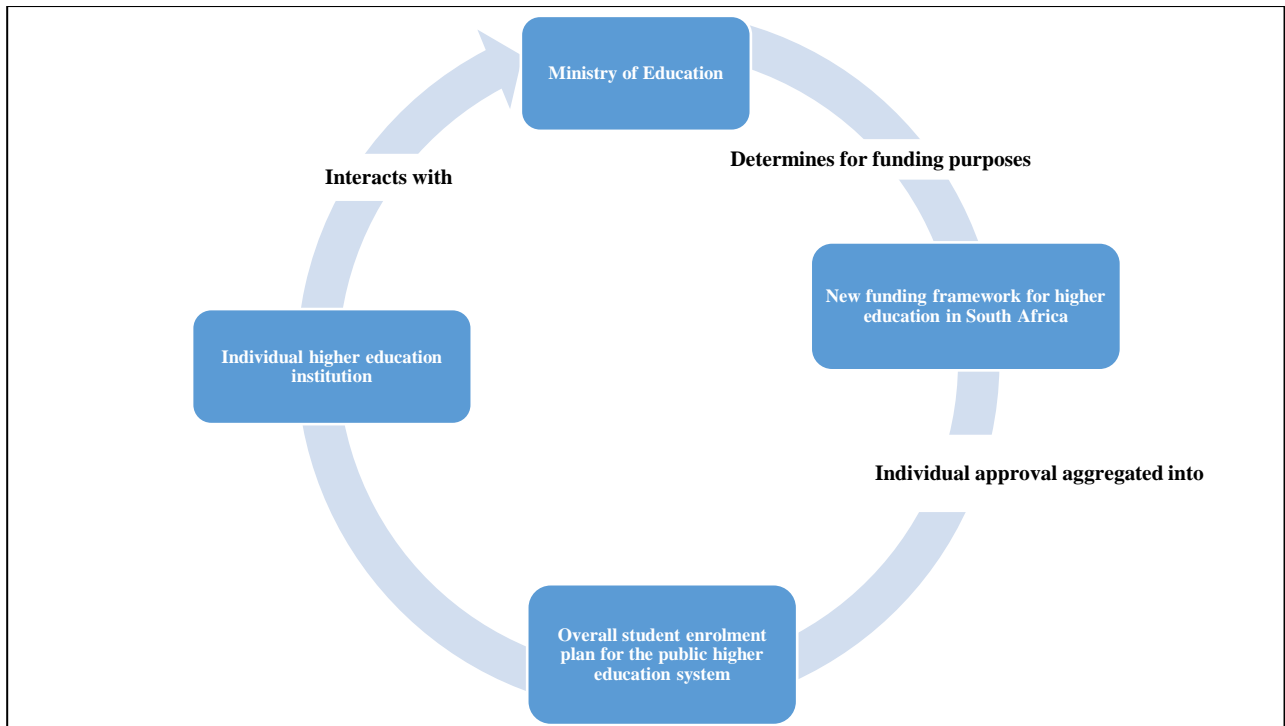 Ministry of Education
Determines for funding purposes
Interacts with
New funding framework for higher
education in South Africa
Individual higher education
institution
Individual approval aggregated into
Overall student enrolment
plan for the public higher
education system